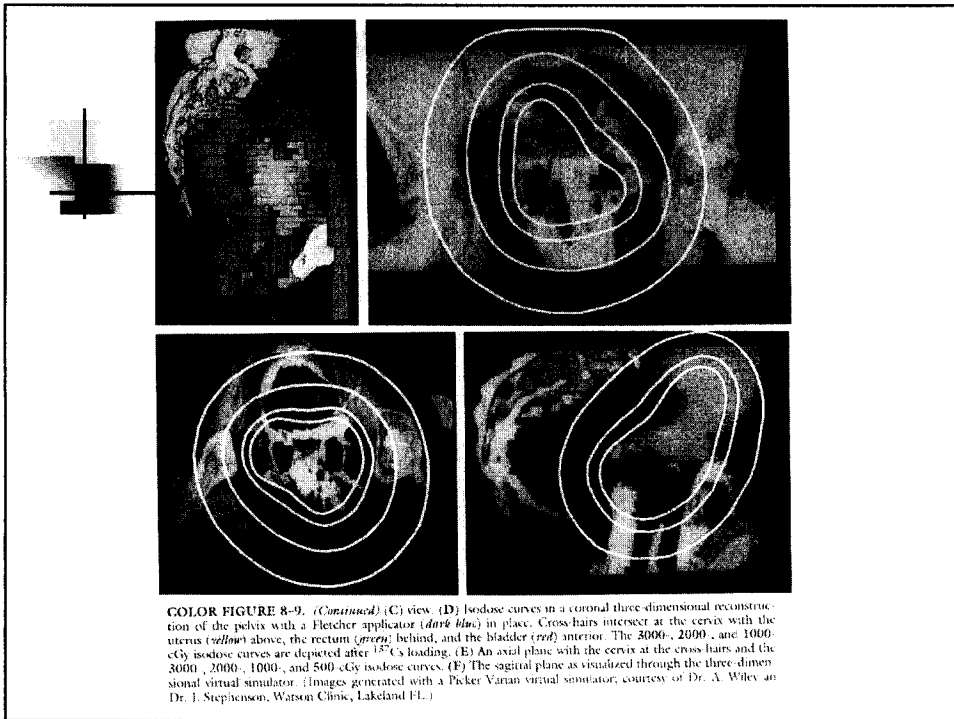 COLOR FIGURE 8-9. (Continued) (C) view. (D) Isodose curves in a coronal three-dimensional reconstruc-
tion of the pelvis with a Fletcher applicator (dark blue) in place. Cross-hairs intersect at the cervix with the
uterus (yellow) above, the rectum (green) behind, and the bladder (red) anterior. The 3000-, 2000-, and 1000-
cGy isodose curves are depicted after ¹³⁷Cs loading. (E) An axial plane with the cervix at the cross-hairs and the
3000-, 2000-, 1000-, and 500-cGy isodose curves. (F) The sagittal plane as visualized through the three-dimen-
sional virtual simulator. (Images generated with a Picker Varian virtual simulator; courtesy of Dr. A. Wiley an
Dr. J. Stephenson, Watson Clinic, Lakeland FL.)